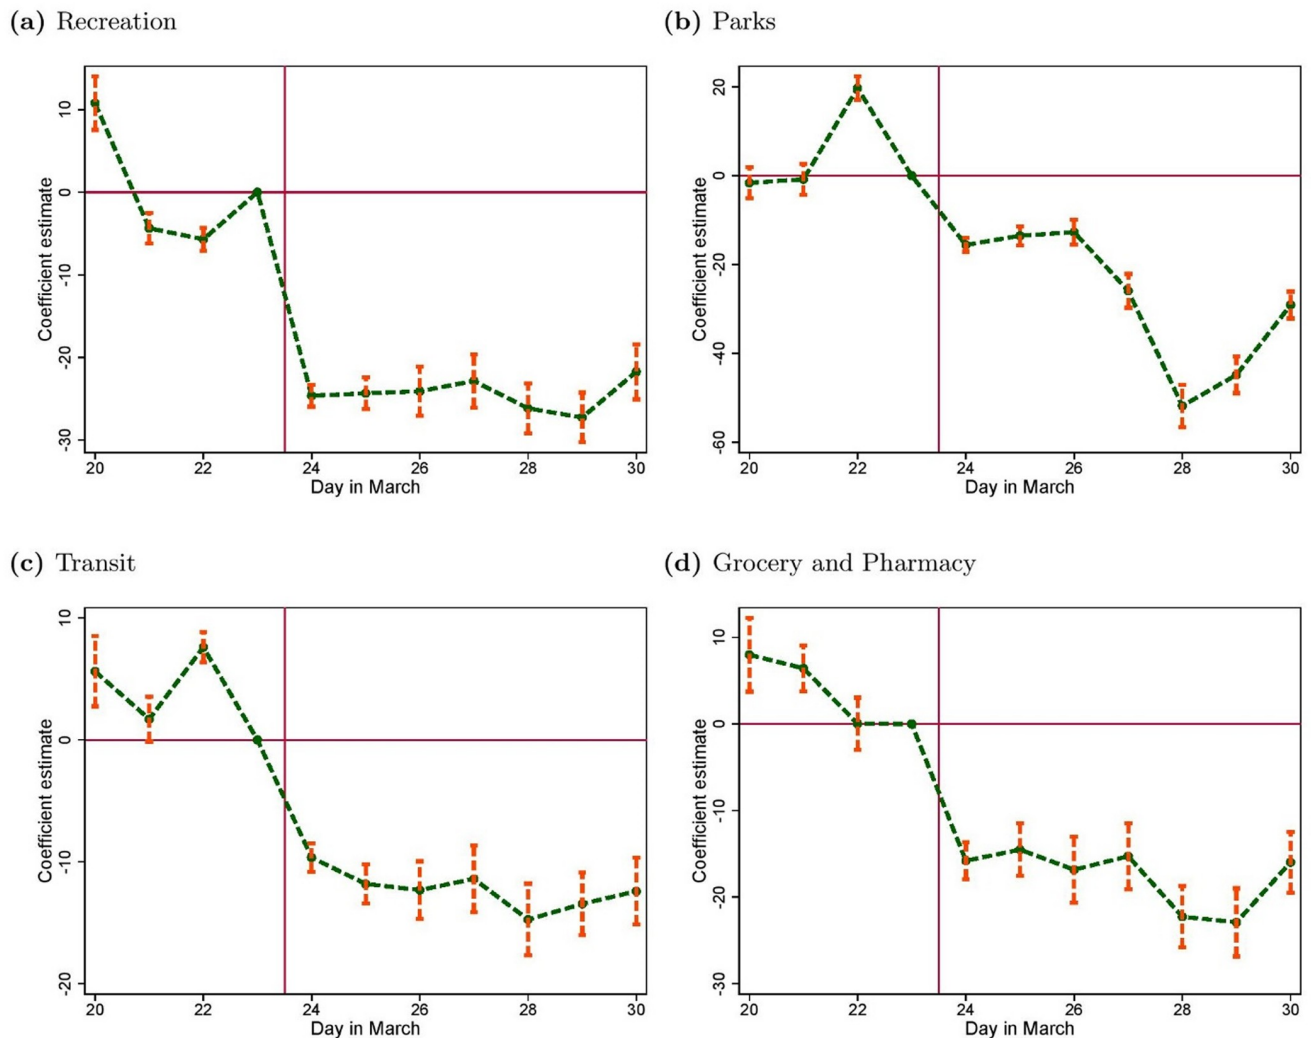 (a) Recreation
10
0
-10
-20
-30
Coefficient estimate
20 22 24 26 28 30
Day in March
(b) Parks
20
0
-20
-40
-60
Coefficient estimate
20 22 24 26 28 30
Day in March
(c) Transit
10
0
-10
-20
Coefficient estimate
20 22 24 26 28 30
Day in March
(d) Grocery and Pharmacy
10
0
-10
-20
-30
Coefficient estimate
20 22 24 26 28 30
Day in March